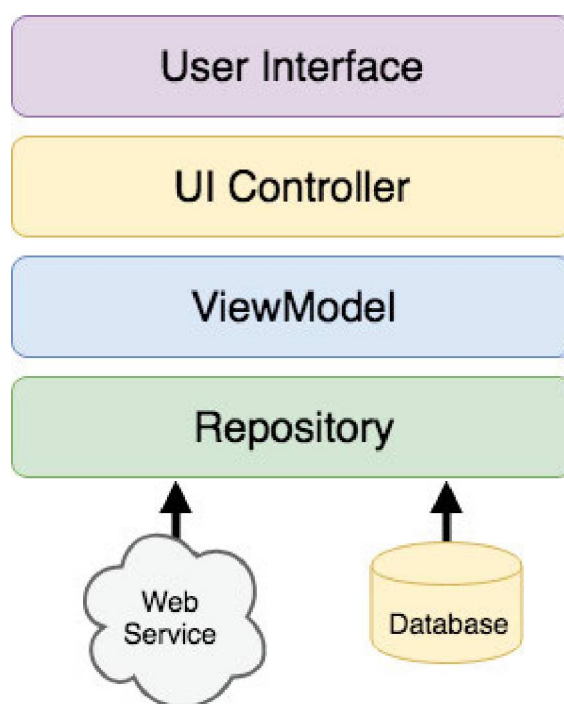 User Interface
UI Controller
ViewModel
Repository
Web
Service
Database